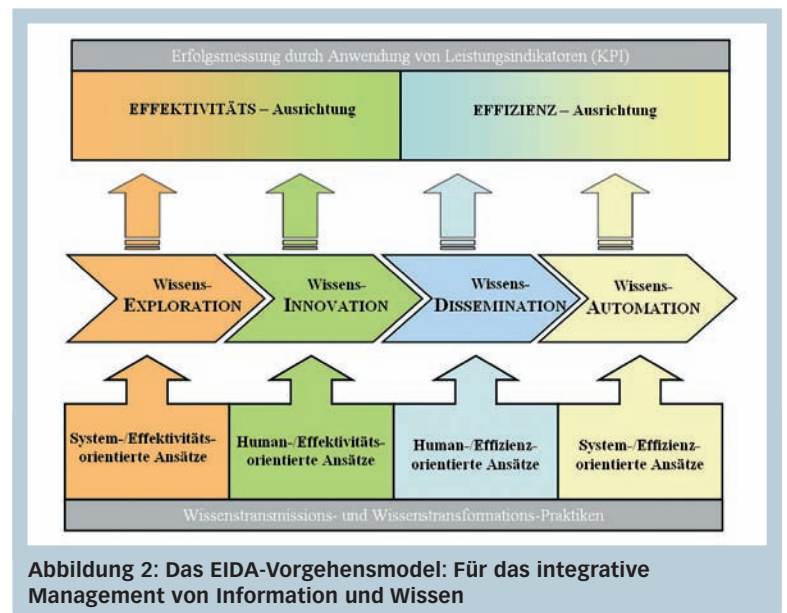 Erfolgsmessung durch Anwendung von Leistungsindikatoren (KPI)
EFFEKTIVITÄTS – Ausrichtung
EFFIZIENZ – Ausrichtung
Wissens-
EXPLORATION
Wissens-
INNOVATION
Wissens-
DISSEMINATION
Wissens-
AUTOMATION
System-/Effektivitäts-
orientierte Ansätze
Human-/Effektivitäts-
orientierte Ansätze
Human-/Effizienz-
orientierte Ansätze
System-/Effizienz-
orientierte Ansätze
Wissenstransmissions- und Wissenstransformations-Praktiken
Abbildung 2: Das EIDA-Vorgehensmodel: Für das integrative
Management von Information und Wissen